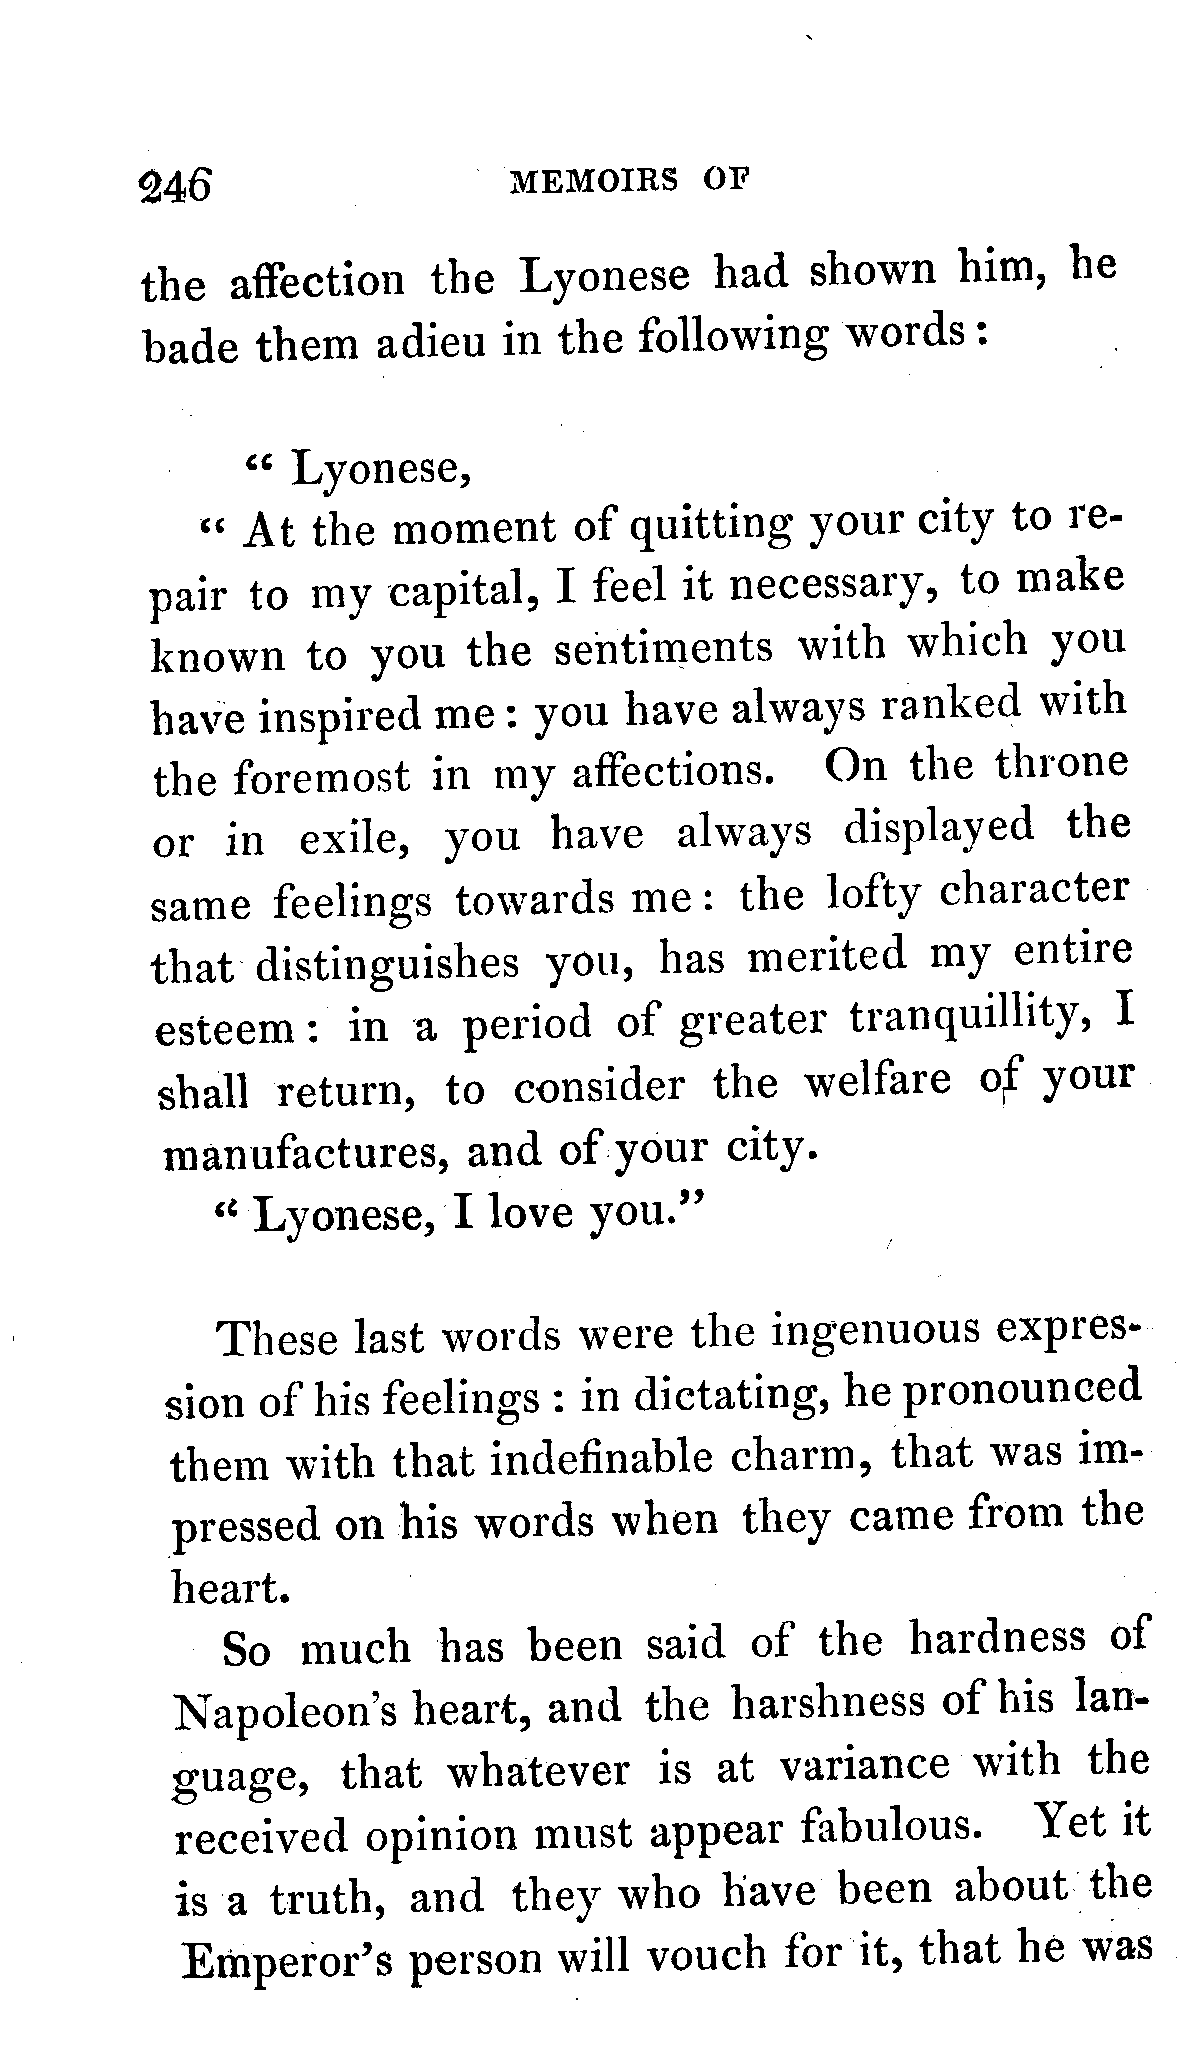 246 MEMOIRS OF
the affection the Lyonese had shown him, he
bade them adieu in the following words :
“ Lyonese,
“ At the moment of quitting your city to re-
pair to my capital, I feel it necessary, to make
known to you the sentiments with which you
have inspired me : you have always ranked with
the foremost in my affections. On the throne
or in exile, you have always displayed the
same feelings towards me : the lofty character
that distinguishes you, has merited my entire
esteem : in a period of greater tranquillity, I
shall return, to consider the welfare of your
manufactures, and of your city.
“ Lyonese, I love you.”
These last words were the ingenuous expres-
sion of his feelings : in dictating, he pronounced
them with that indefinable charm, that was im-
pressed on his words when they came from the
heart.
So much has been said of the hardness of
Napoleon’s heart, and the harshness of his lan-
guage, that whatever is at variance with the
received opinion must appear fabulous. Yet it
is a truth, and they who have been about the
Emperor’s person will vouch for it, that he was